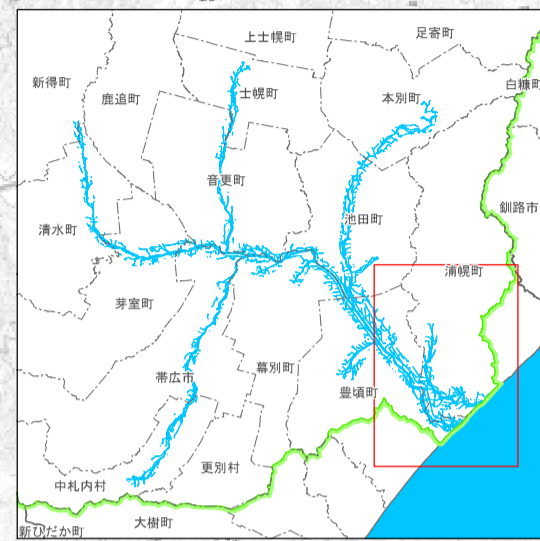 足寄町
上士幌町
新得町
白糠町
士幌町
本別町
鹿追町
音更町
釧路市
池田町
清水町
浦幌町
芽室町
幕別町
帯広市
豊頃町
更別村
中札内村
大樹町
新ひだか町